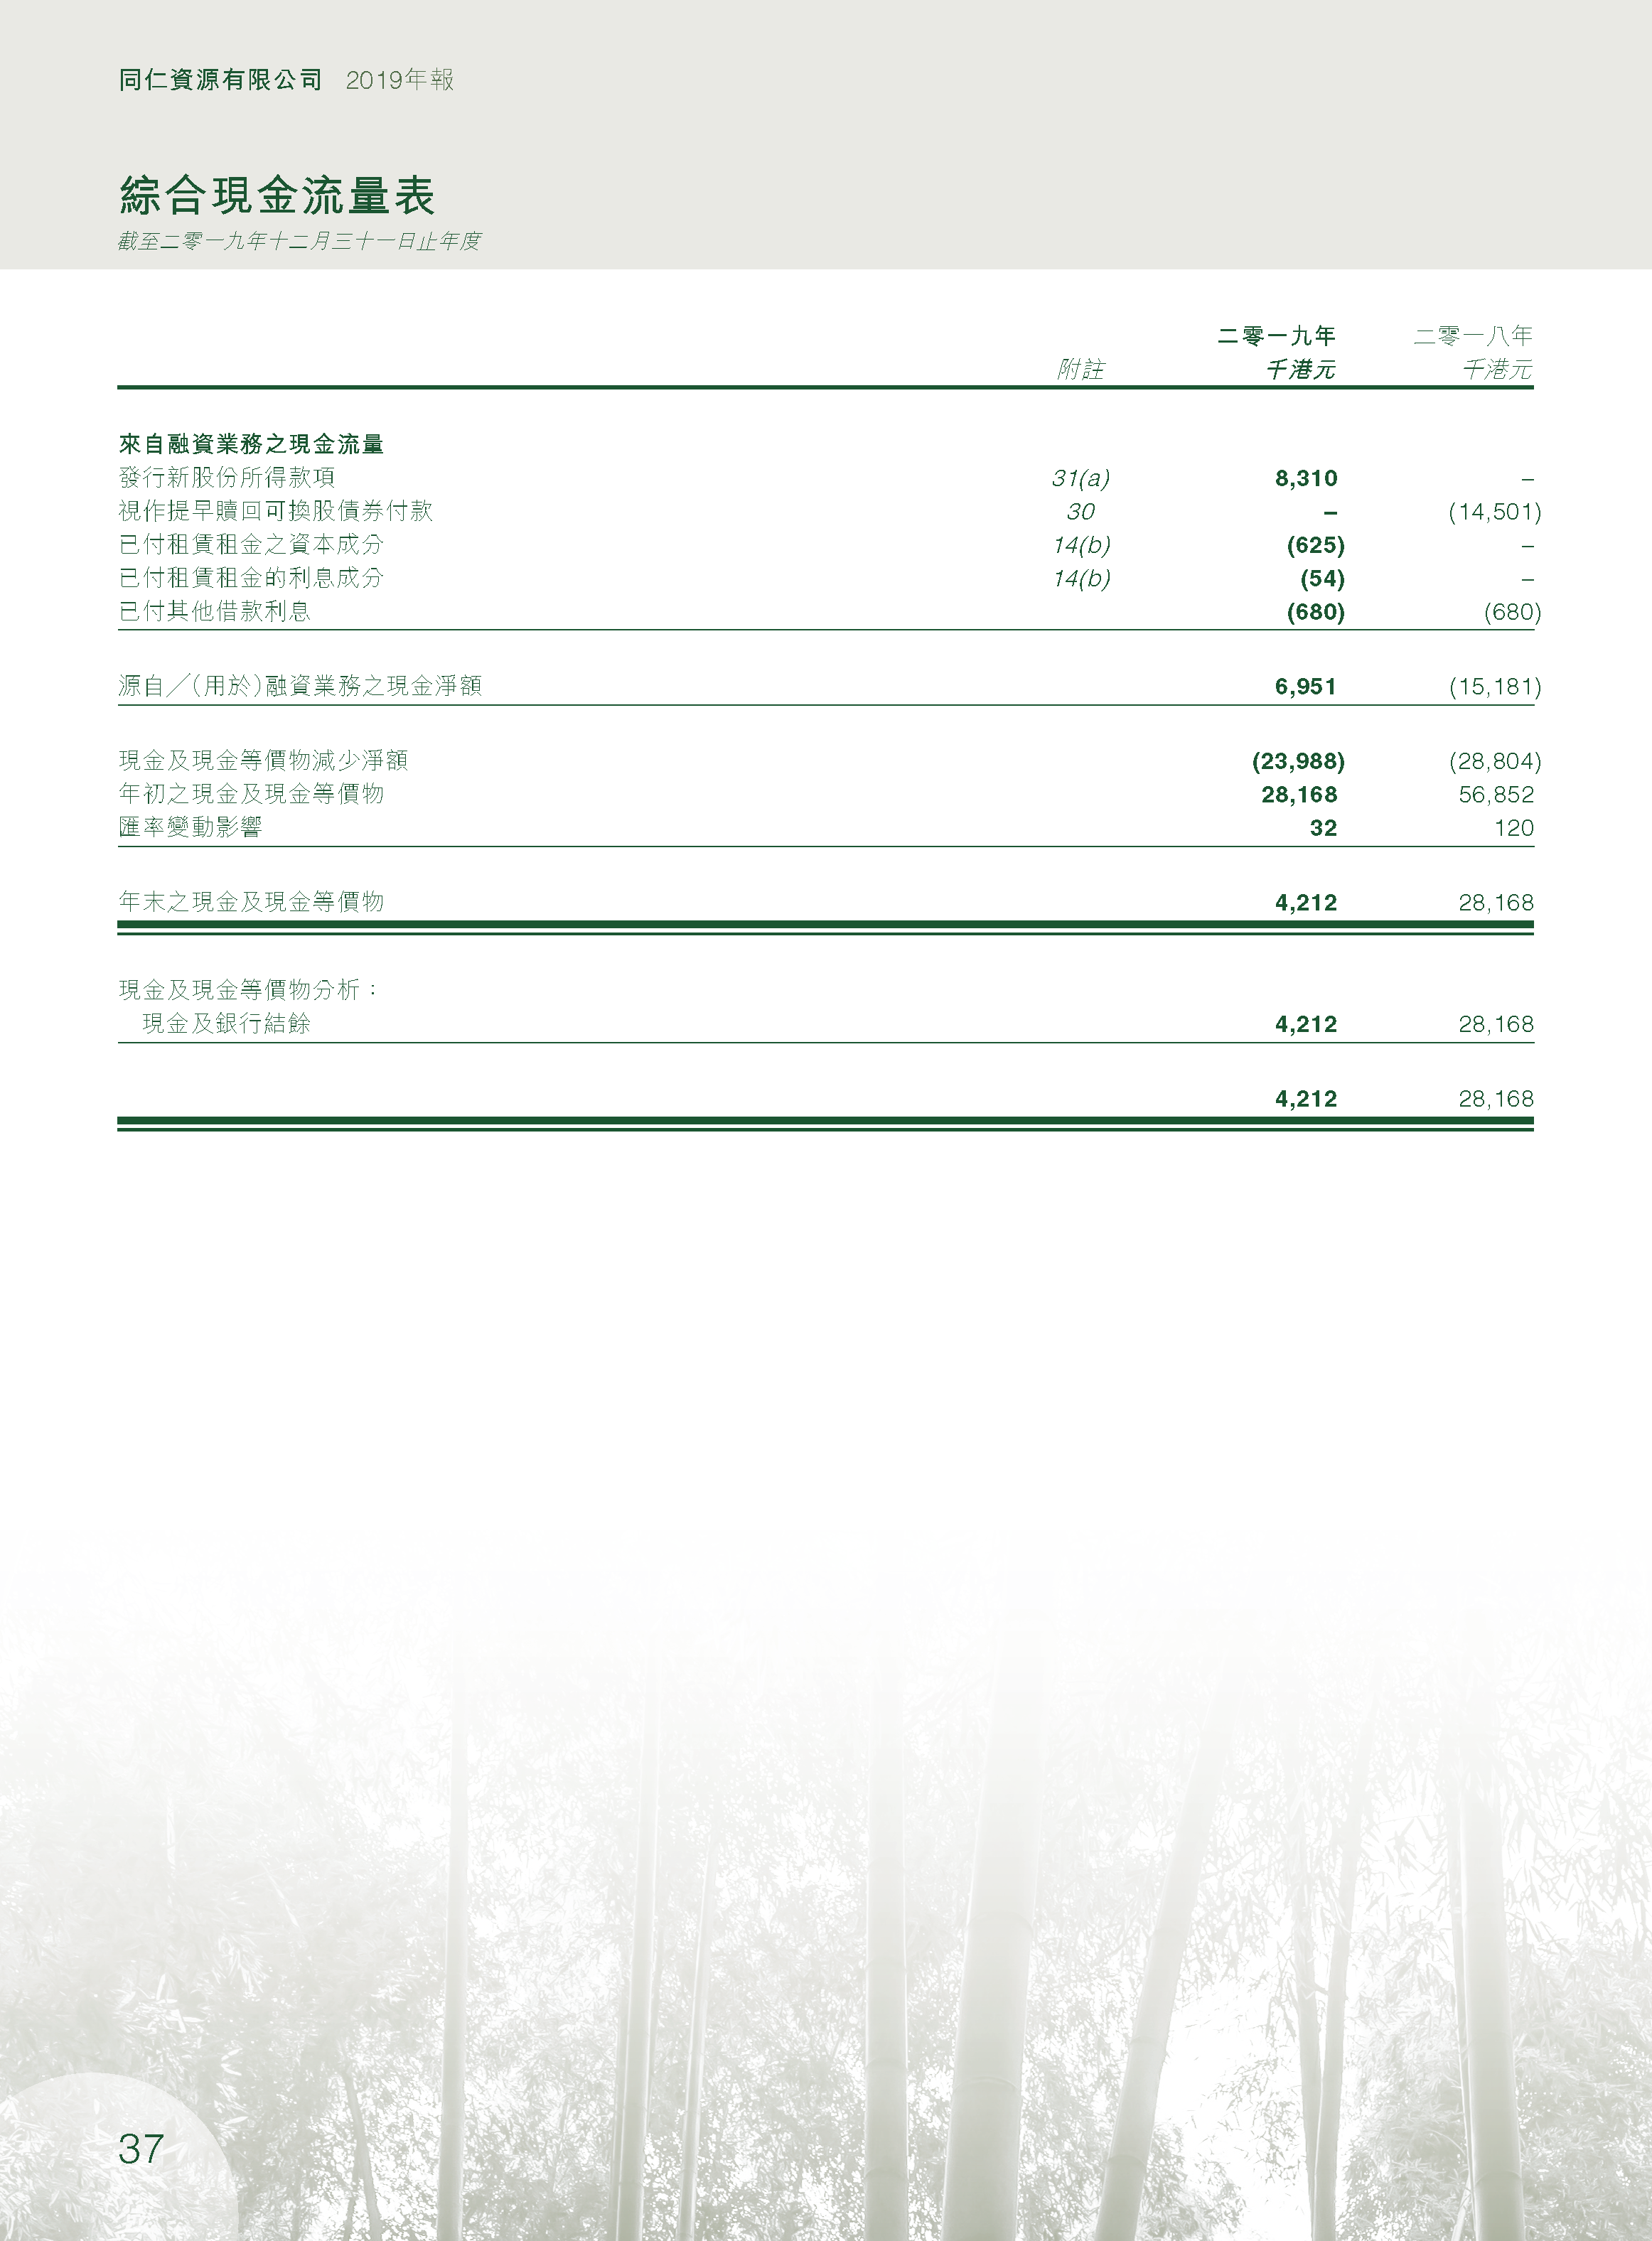 同仁資源有限公司 2019年報
綜合現金流量表
截至二零一九年十二月三十一日止年度
二零一九年 二零一八年
附註 千港元 千港元
來自融資業務之現金流量
發行新股份所得款項 31(a) 8,310 –
視作提早贖回可換股債券付款 30 – (14,501)
已付租賃租金之資本成分 14(b) (625) –
已付租賃租金的利息成分 14(b) (54) –
已付其他借款利息 (680) (680)
源自╱(用於)融資業務之現金淨額 6,951 (15,181)
現金及現金等價物減少淨額 (23,988) (28,804)
年初之現金及現金等價物 28,168 56,852
匯率變動影響 32 120
年末之現金及現金等價物 4,212 28,168
現金及現金等價物分析：
現金及銀行結餘 4,212 28,168
4,212 28,168
37